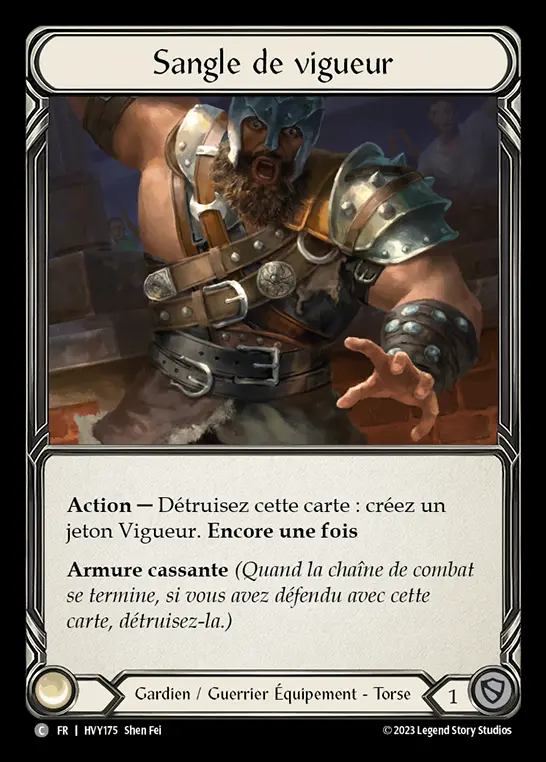 Sangle de vigueur
Action — Détruisez cette carte : créez un
jeton Vigueur. Encore une fois
Armure cassante (Quand la chaîne de combat
se termine, si vous avez défendu avec cette
carte, détruisez-la.)
Gardien / Guerrier Équipement - Torse
1
C FR | HVY175 Shen Fei
©2023 Legend Story Studios